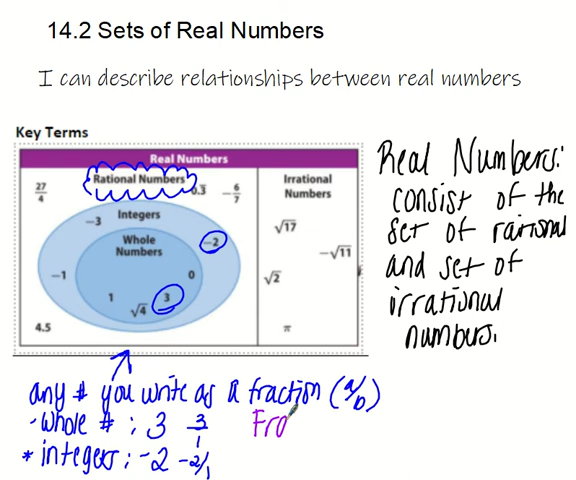 14.2 Sets of Real Numbers
I can describe relationships between real numbers
Key Terms
Real Numbers
27/4
Rational Numbers
0.3̅
-6/7
Irrational
Numbers
-3
Integers
√17
Whole
Numbers
-2
-√11
-1
0
√2
1
3
√4
4.5
π
Real Numbers:
consist of the
set of rational
and set of
irrational
numbers.
any # you write as a fraction (a/b)
- whole # : 3 3/1
Fro
* integers : -2 -2/1